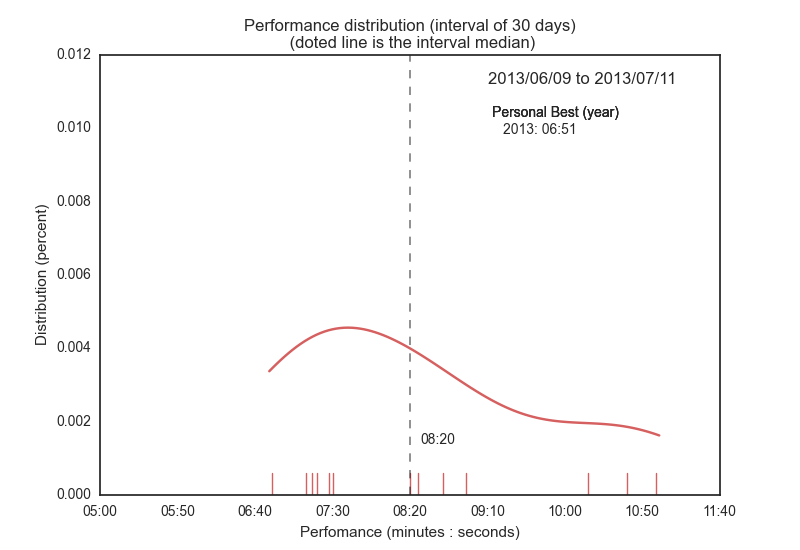 Performance distribution (interval of 30 days)
(doted line is the interval median)
0.012
0.010
0.008
0.006
0.004
0.002
0.000
Distribution (percent)
2013/06/09 to 2013/07/11
Personal Best (year)
2013: 06:51
08:20
05:00 05:50 06:40 07:30 08:20 09:10 10:00 10:50 11:40
Perfomance (minutes : seconds)